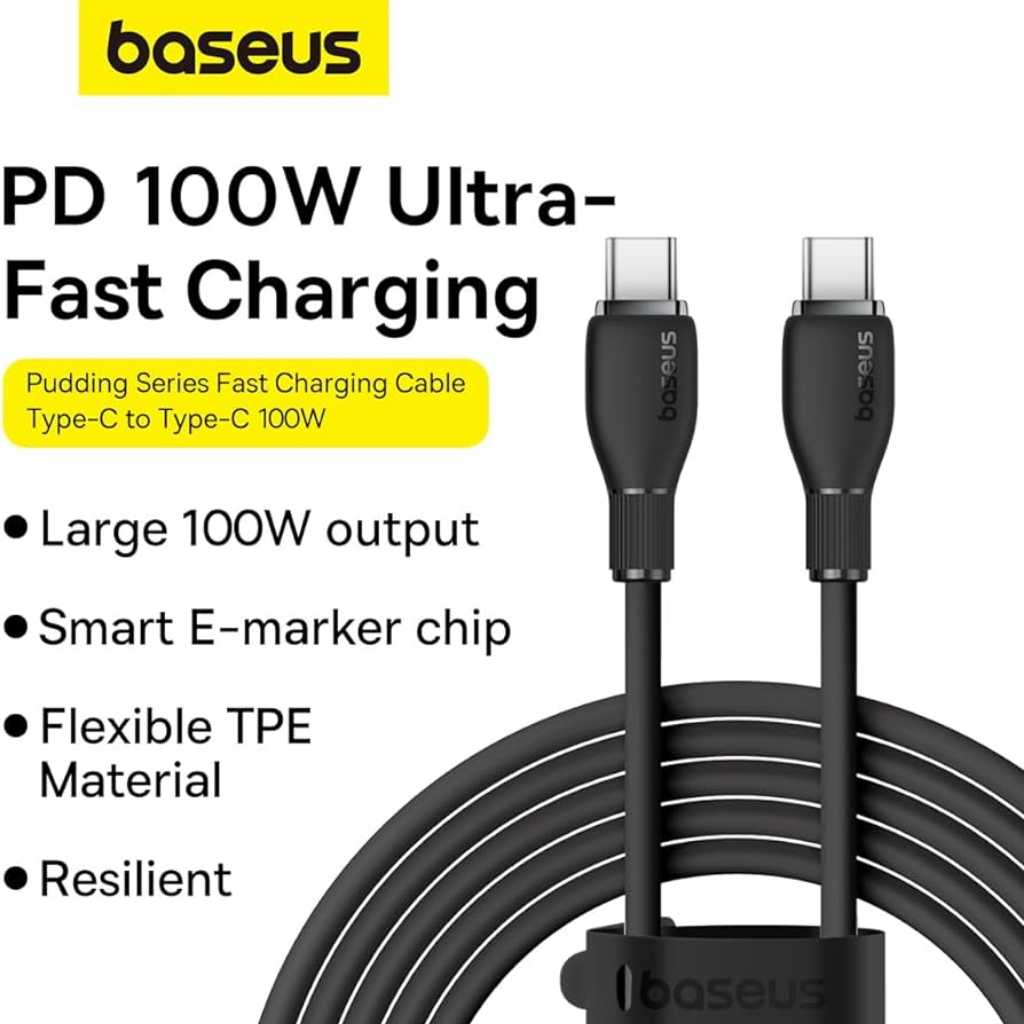 baseus
PD 100W Ultra-
Fast Charging
Pudding Series Fast Charging Cable
Type-C to Type-C 100W
• Large 100W output
• Smart E-marker chip
• Flexible TPE
Material
• Resilient
baseus
baseus
baseus